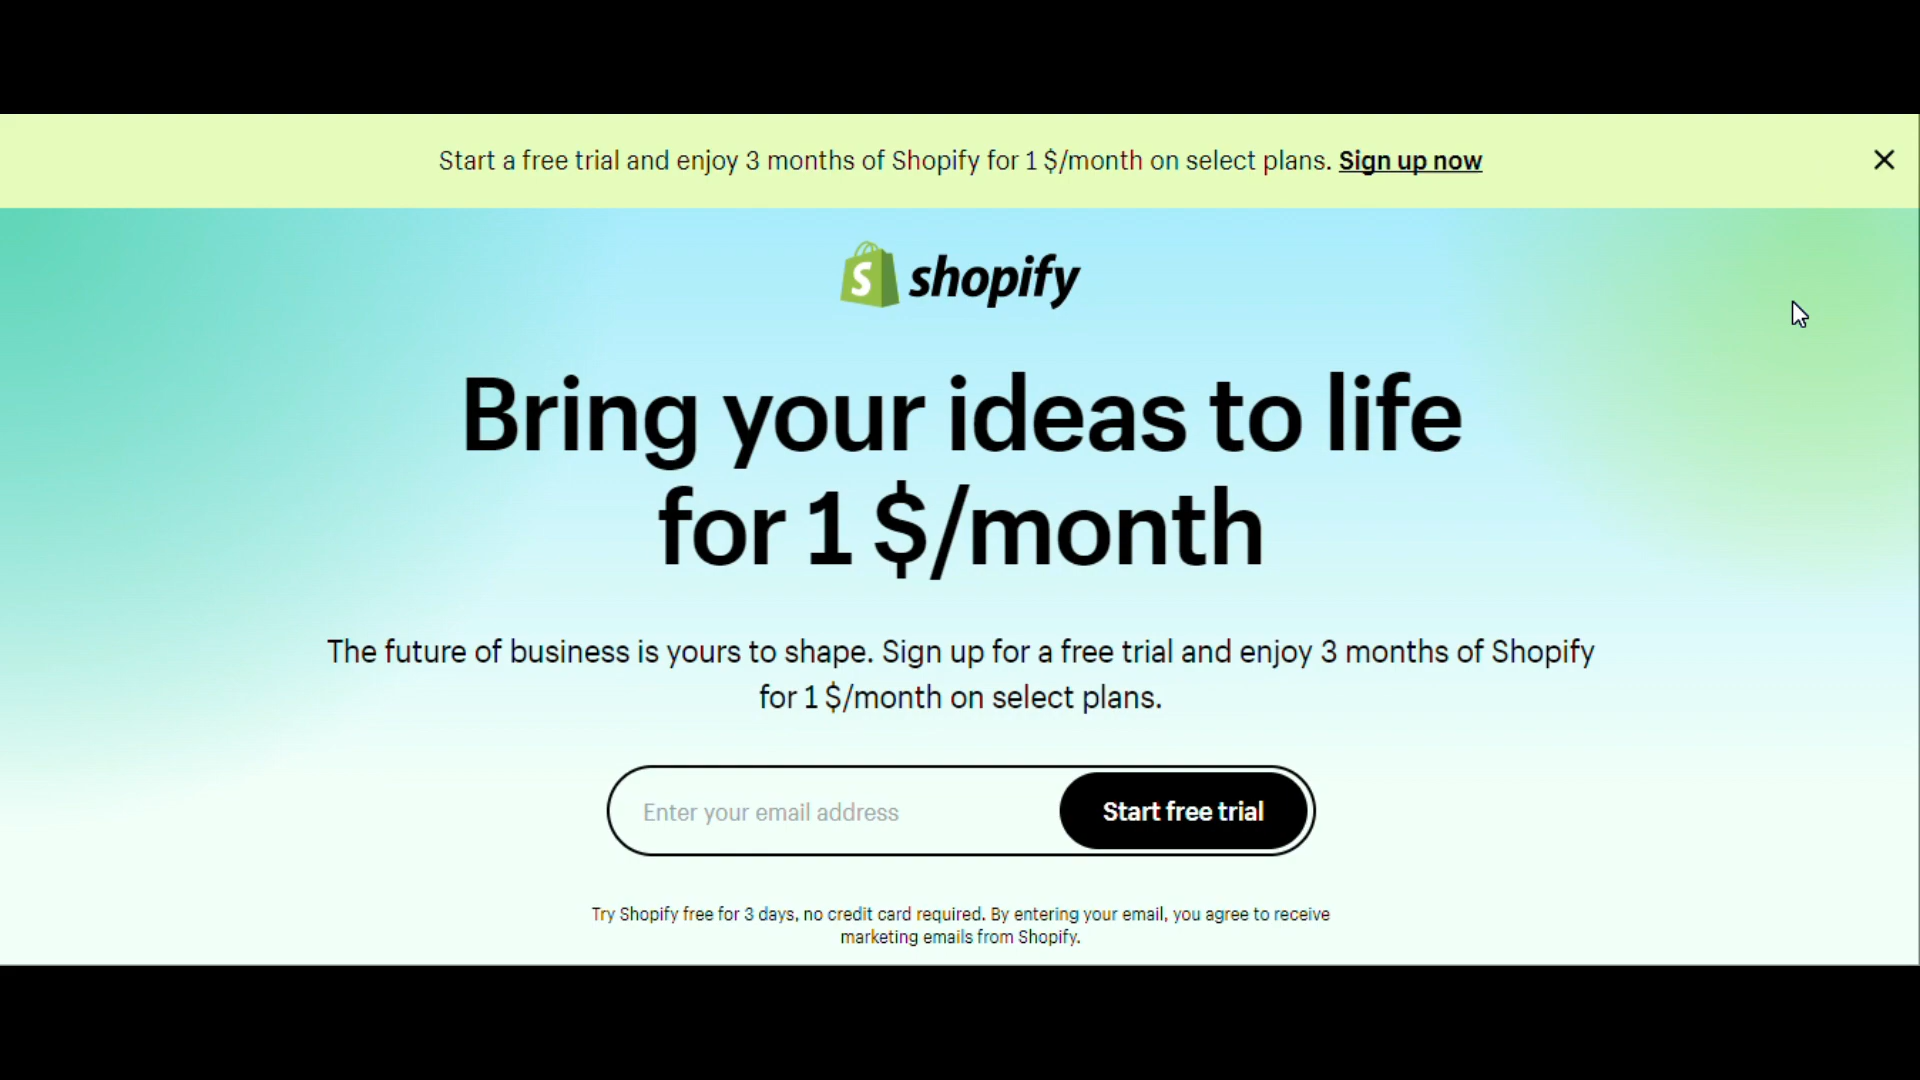 Start a free trial and enjoy 3 months of Shopify for 1 $/month on select plans. Sign up now
shopify
Bring your ideas to life
for 1 $/month
The future of business is yours to shape. Sign up for a free trial and enjoy 3 months of Shopify
for 1 $/month on select plans.
Enter your email address
Start free trial
Try Shopify free for 3 days, no credit card required. By entering your email, you agree to receive
marketing emails from Shopify.